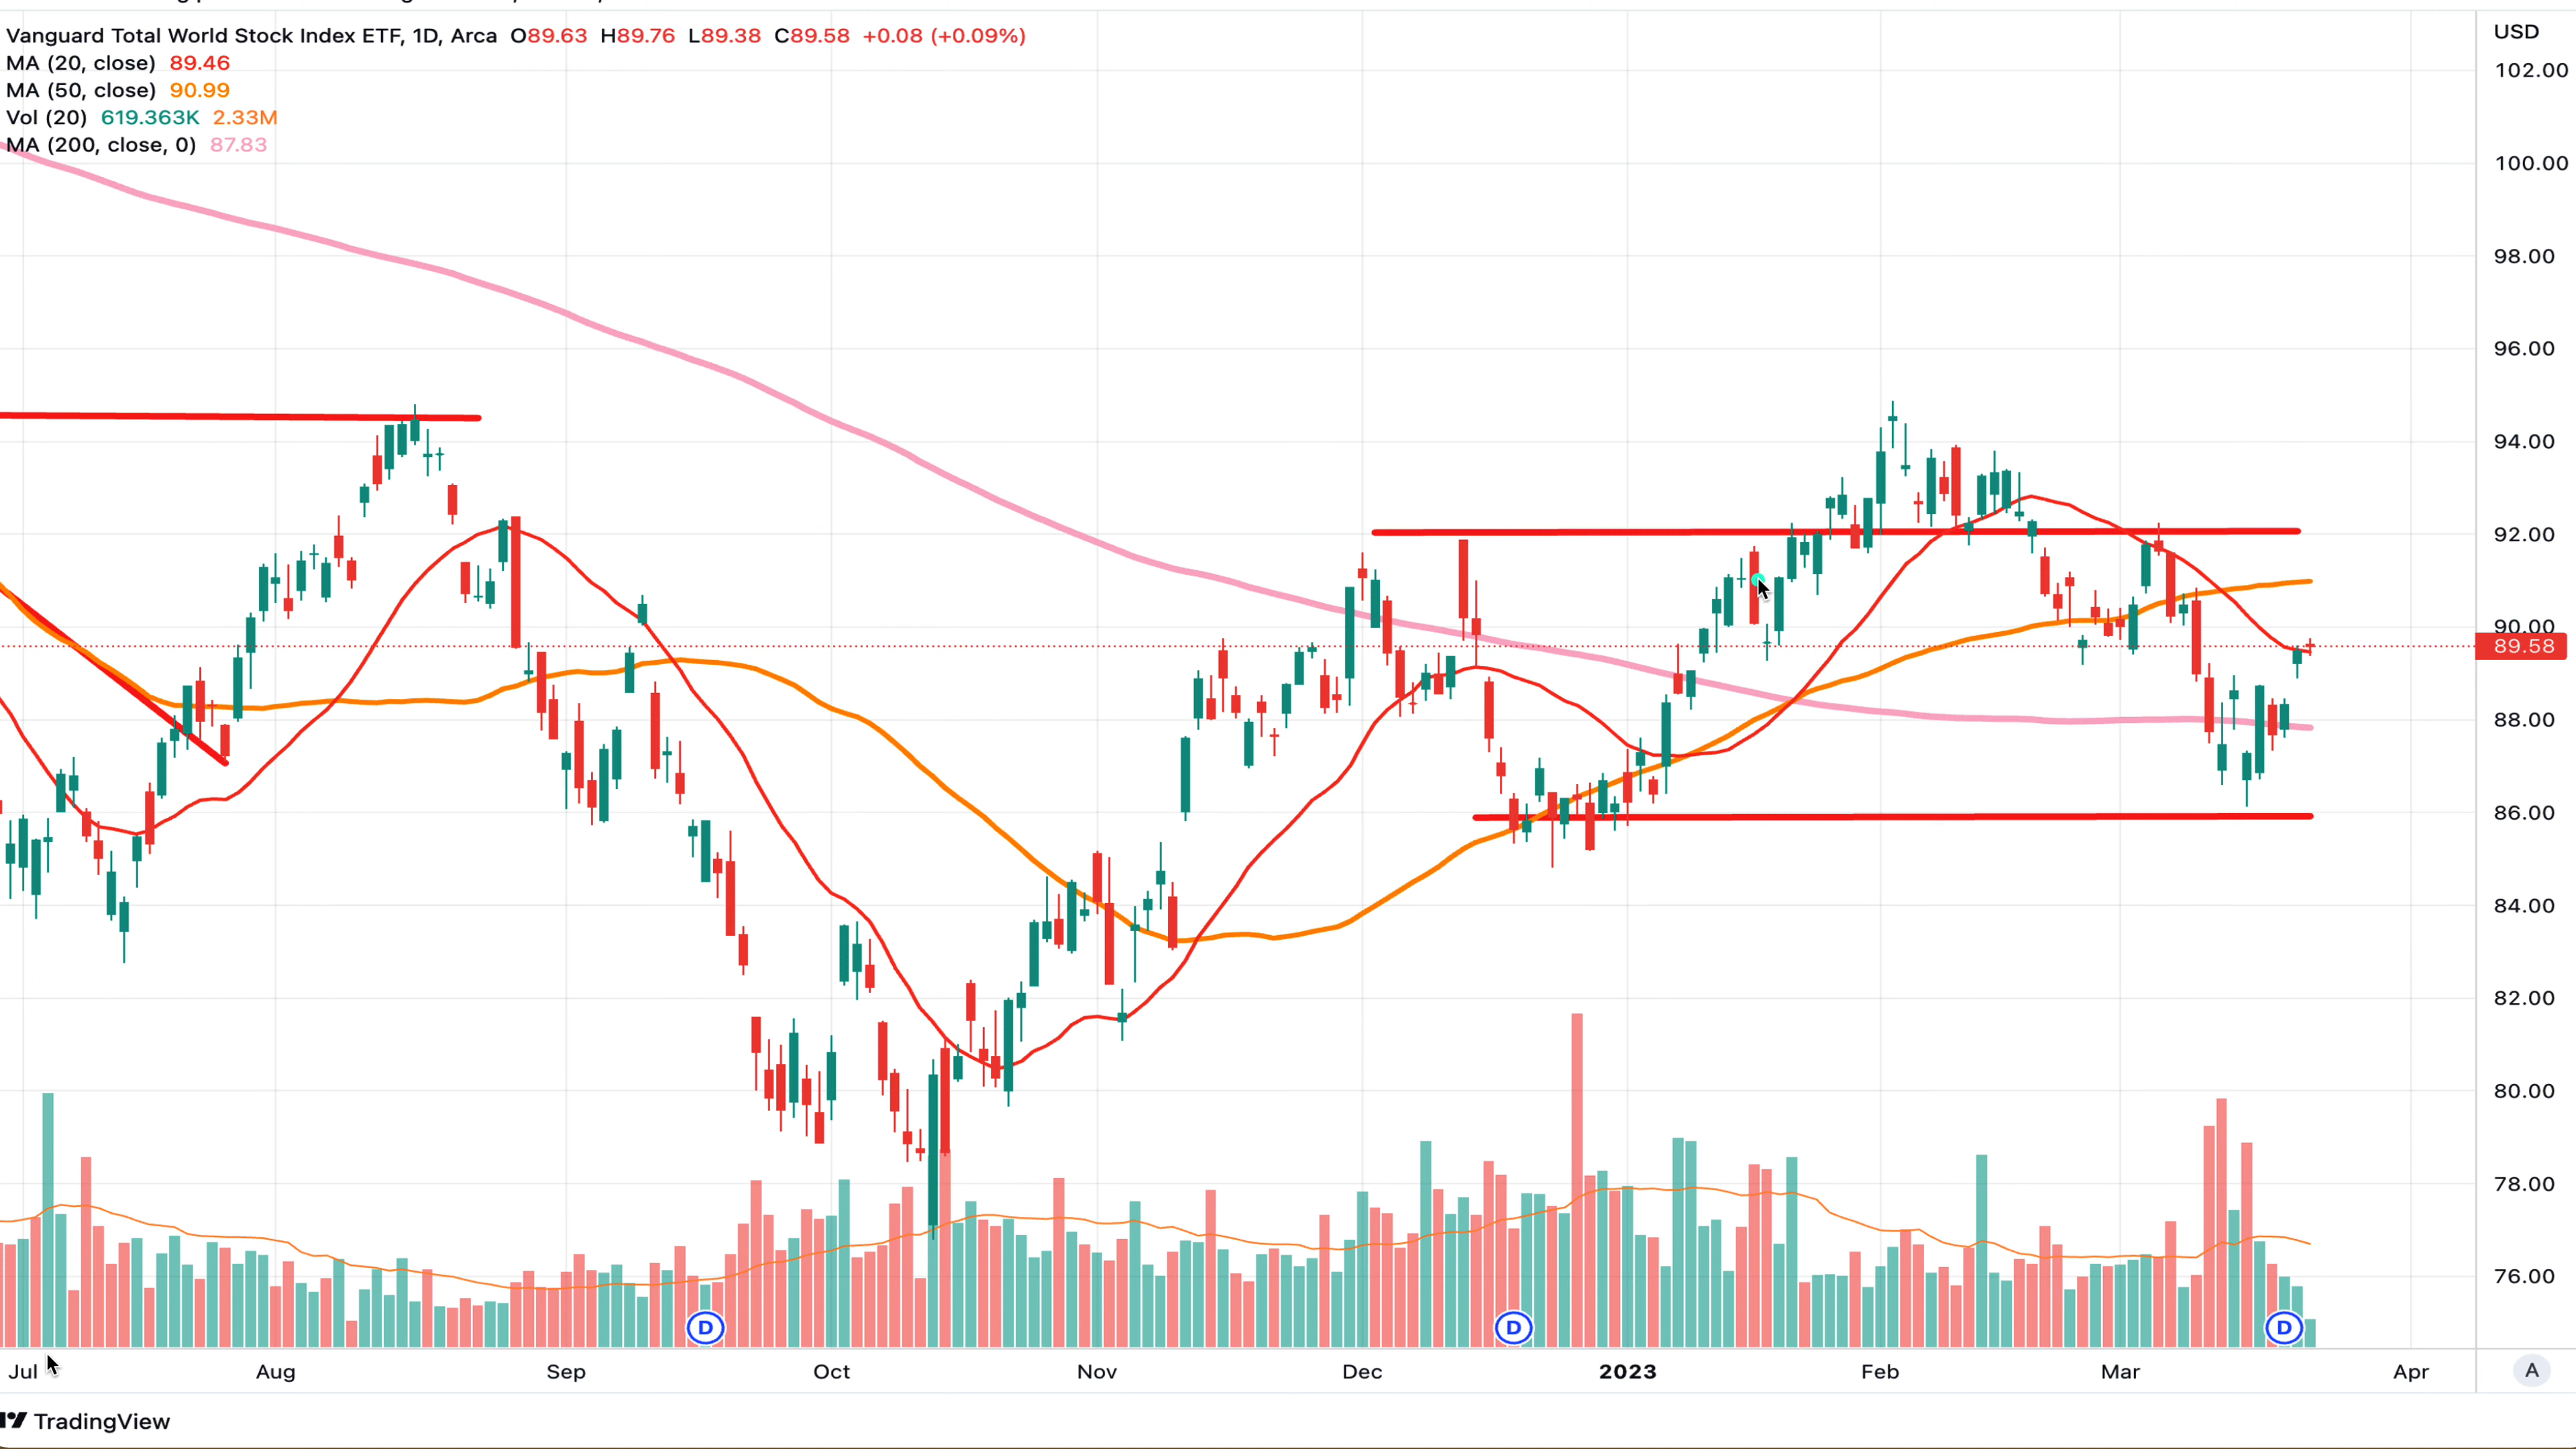 Vanguard Total World Stock Index ETF, 1D, Arca O89.63 H89.76 L89.38 C89.58 +0.08 (+0.09%)
MA (20, close) 89.46
MA (50, close) 90.99
Vol (20) 619.363K 2.33M
MA (200, close, 0) 87.83
USD
102.00
100.00
98.00
96.00
94.00
92.00
90.00
89.58
88.00
86.00
84.00
82.00
80.00
78.00
76.00
D D D
Jul Aug Sep Oct Nov Dec 2023 Feb Mar Apr A
TradingView